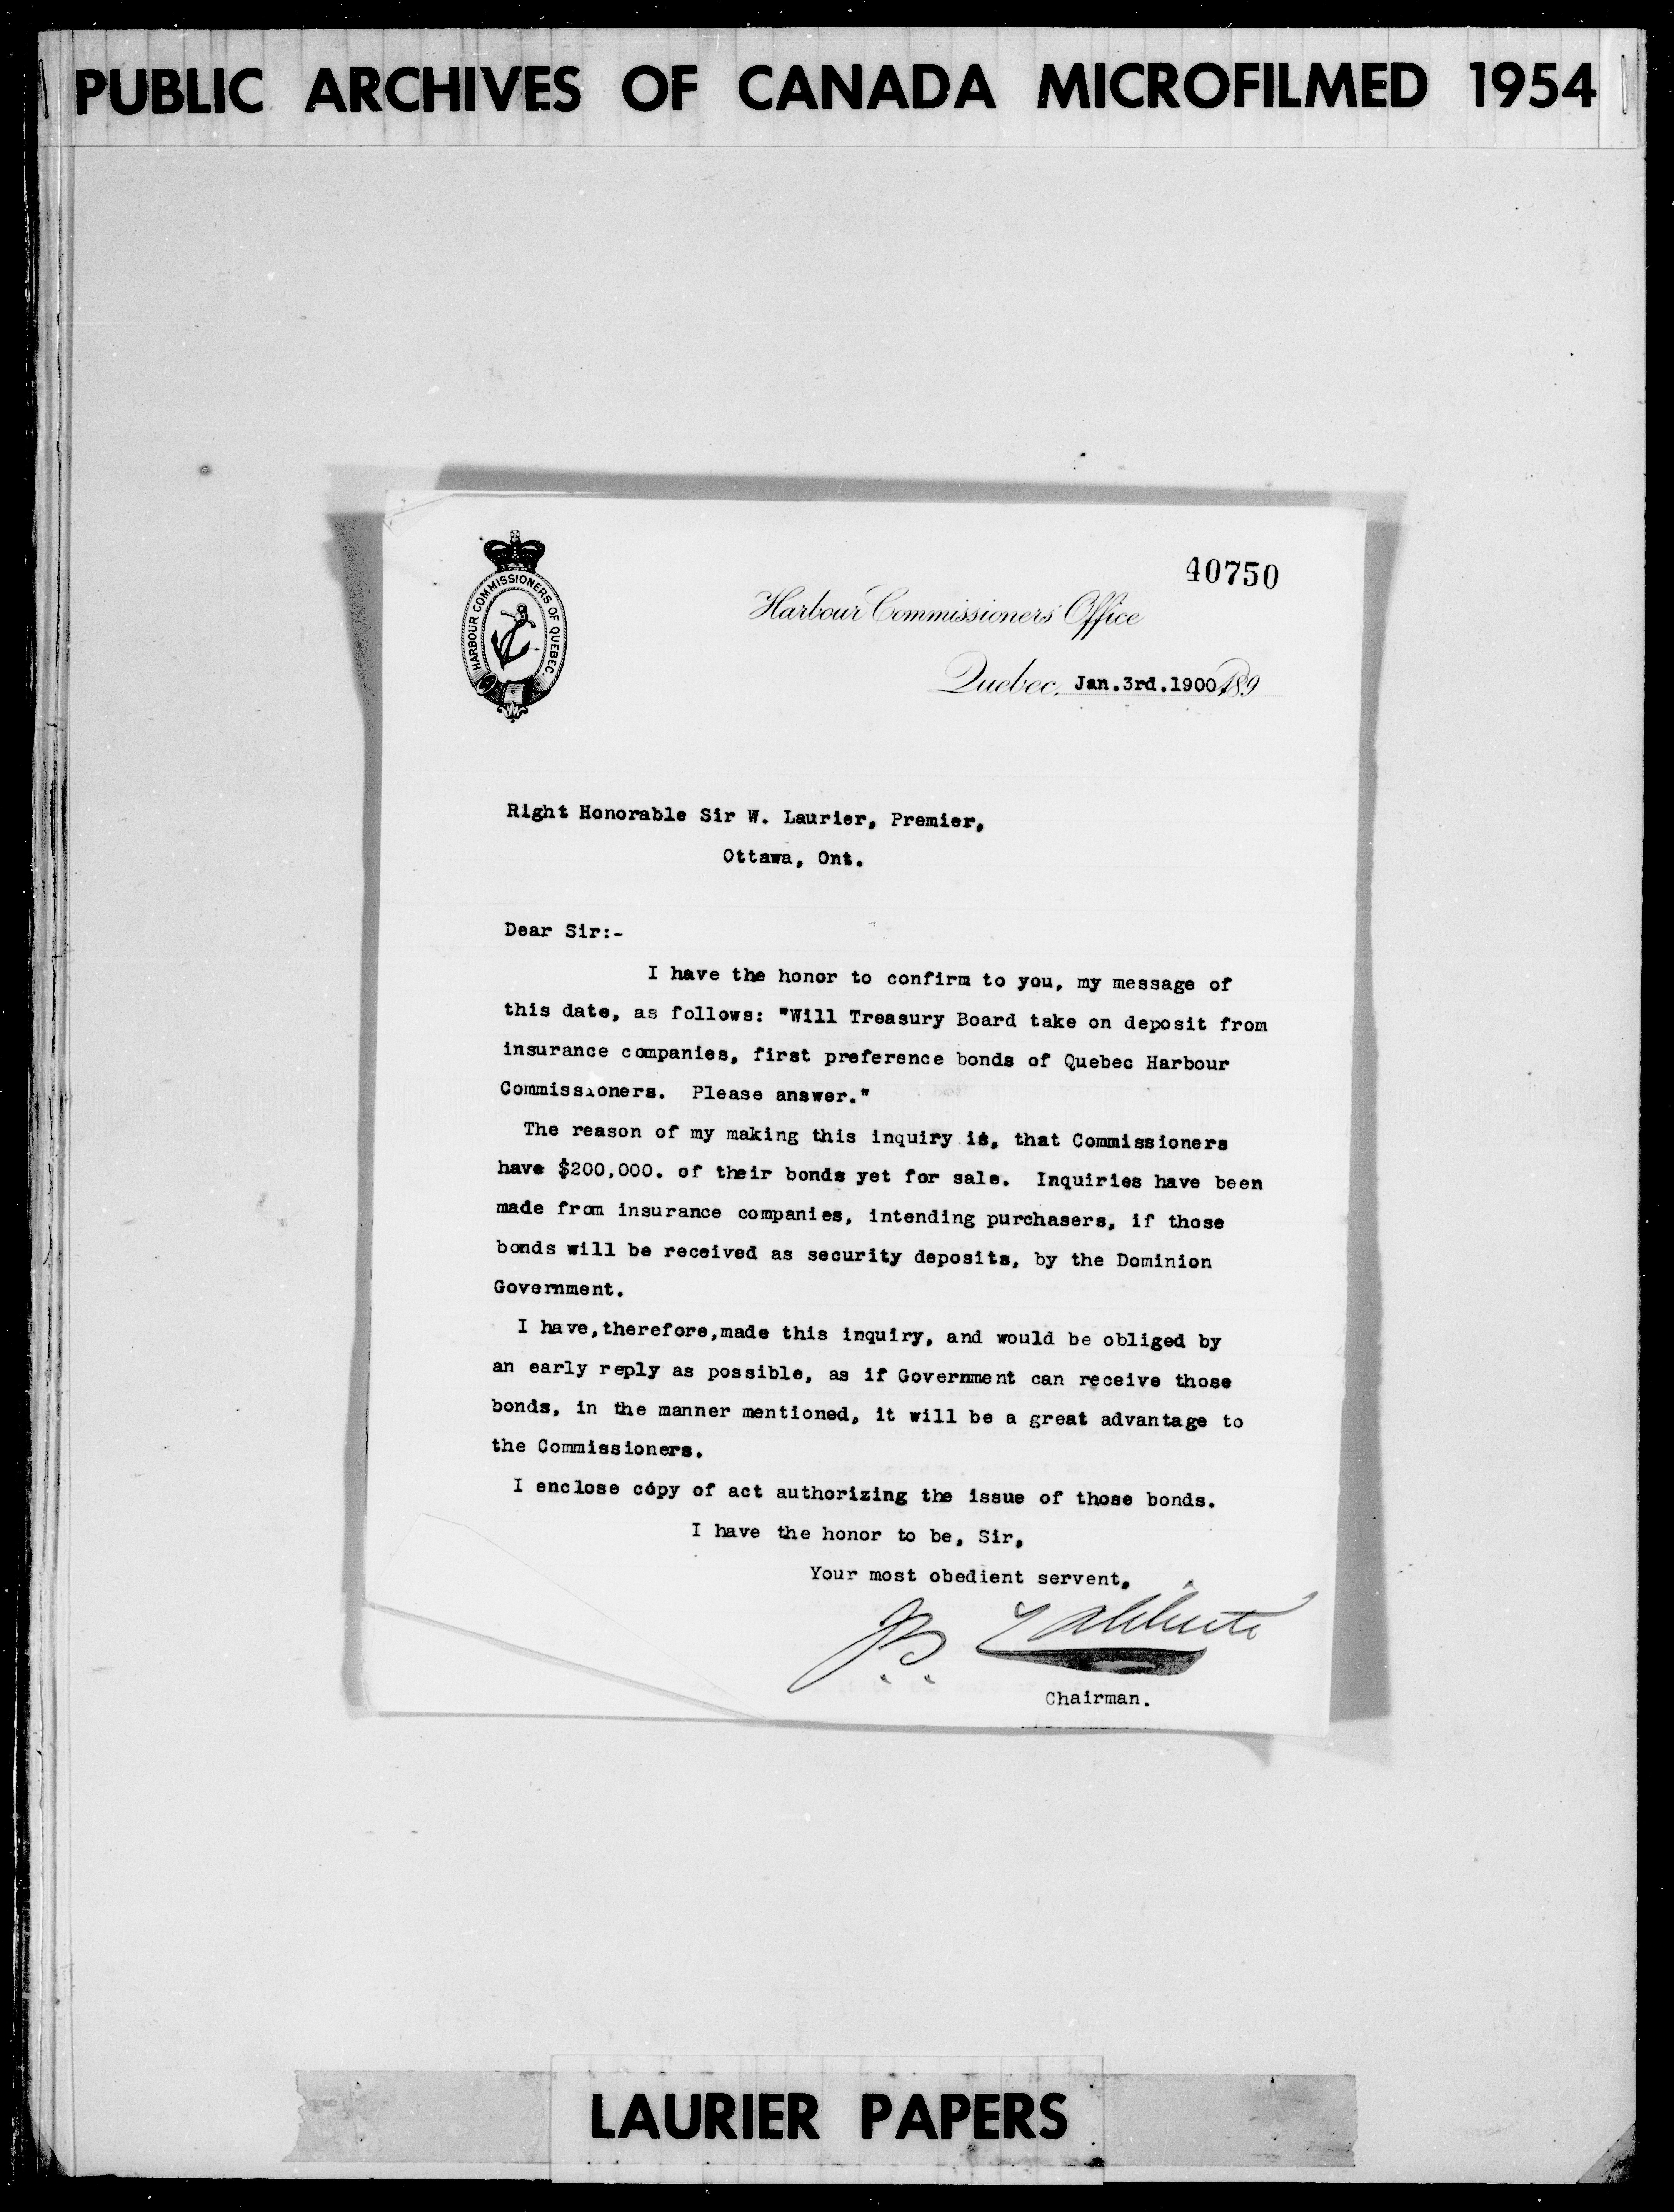 PUBLIC ARCHIVES OF CANADA MICROFILMED 1954
40750
HARBOUR COMMISSIONERS OF QUEBEC.
Harbour Commissioners' Office
Quebec, Jan.3rd.1900 189
Right Honorable Sir W. Laurier, Premier,
Ottawa, Ont.
Dear Sir:-
I have the honor to confirm to you, my message of
this date, as follows: "Will Treasury Board take on deposit from
insurance companies, first preference bonds of Quebec Harbour
Commissioners. Please answer."
The reason of my making this inquiry is, that Commissioners
have $200,000. of their bonds yet for sale. Inquiries have been
made from insurance companies, intending purchasers, if those
bonds will be received as security deposits, by the Dominion
Government.
I have,therefore,made this inquiry, and would be obliged by
an early reply as possible, as if Government can receive those
bonds, in the manner mentioned, it will be a great advantage to
the Commissioners.
I enclose copy of act authorizing the issue of those bonds.
I have the honor to be, Sir,
Your most obedient servent,
Chairman.
LAURIER PAPERS